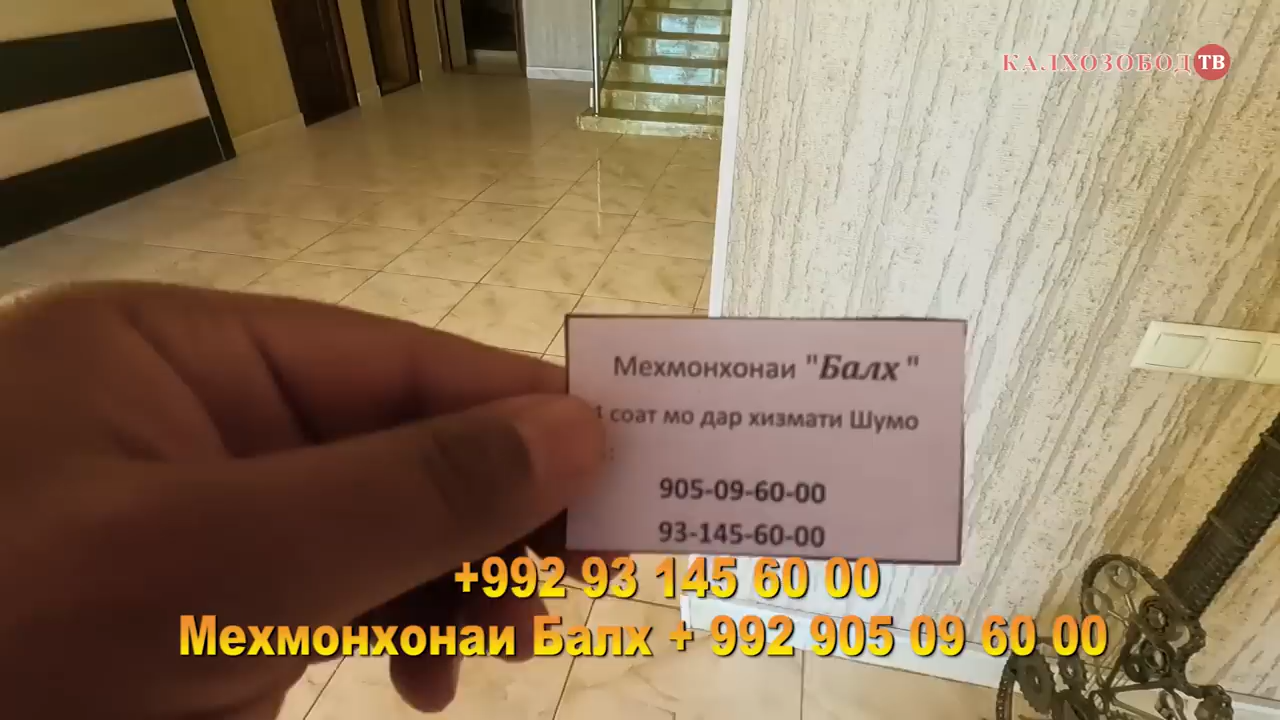 КАЛХОЗОБОД ТВ
Мехмонхонаи "Балх"
соат мо дар хизмати Шумо
905-09-60-00
93-145-60-00
+992 93 145 60 00
Мехмонхонаи Балх + 992 905 09 60 00